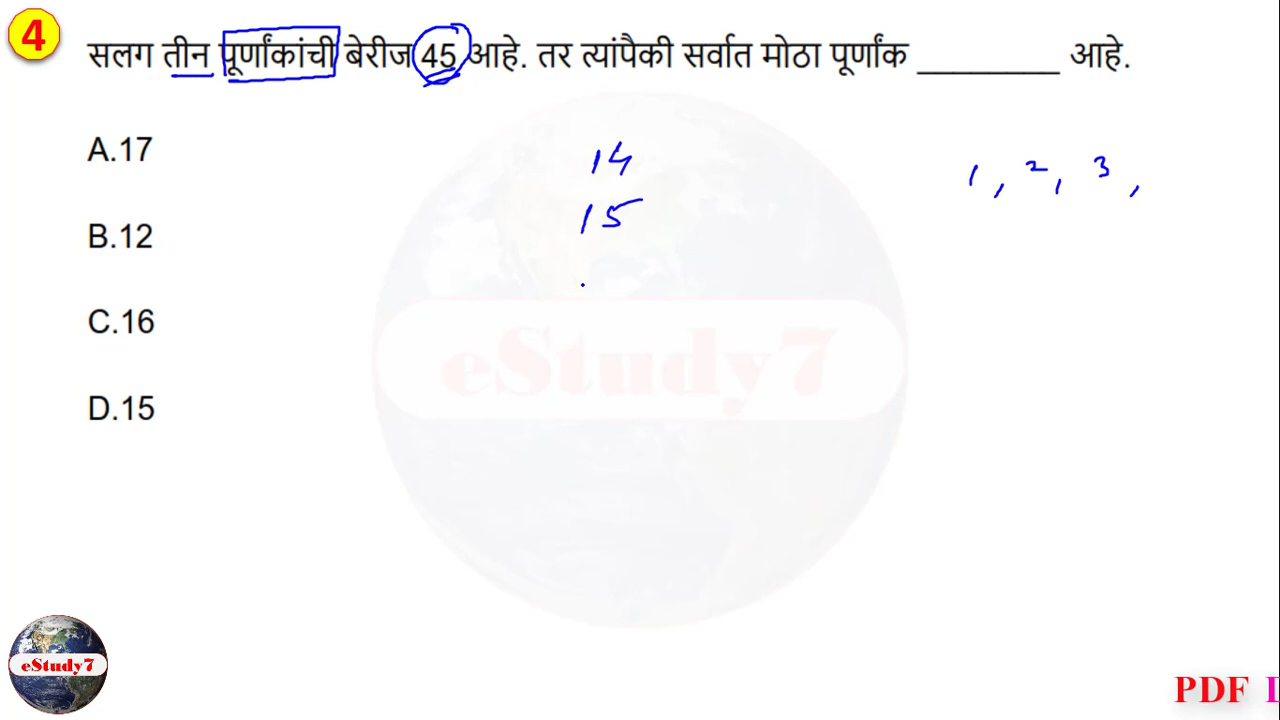 4
सलग तीन पूर्णांकांची बेरीज 45 आहे. तर त्यांपैकी सर्वात मोठा पूर्णांक ________ आहे.
A.17
14
1, 2, 3,
15
B.12
C.16
eStudy7
D.15
eStudy7
PDF